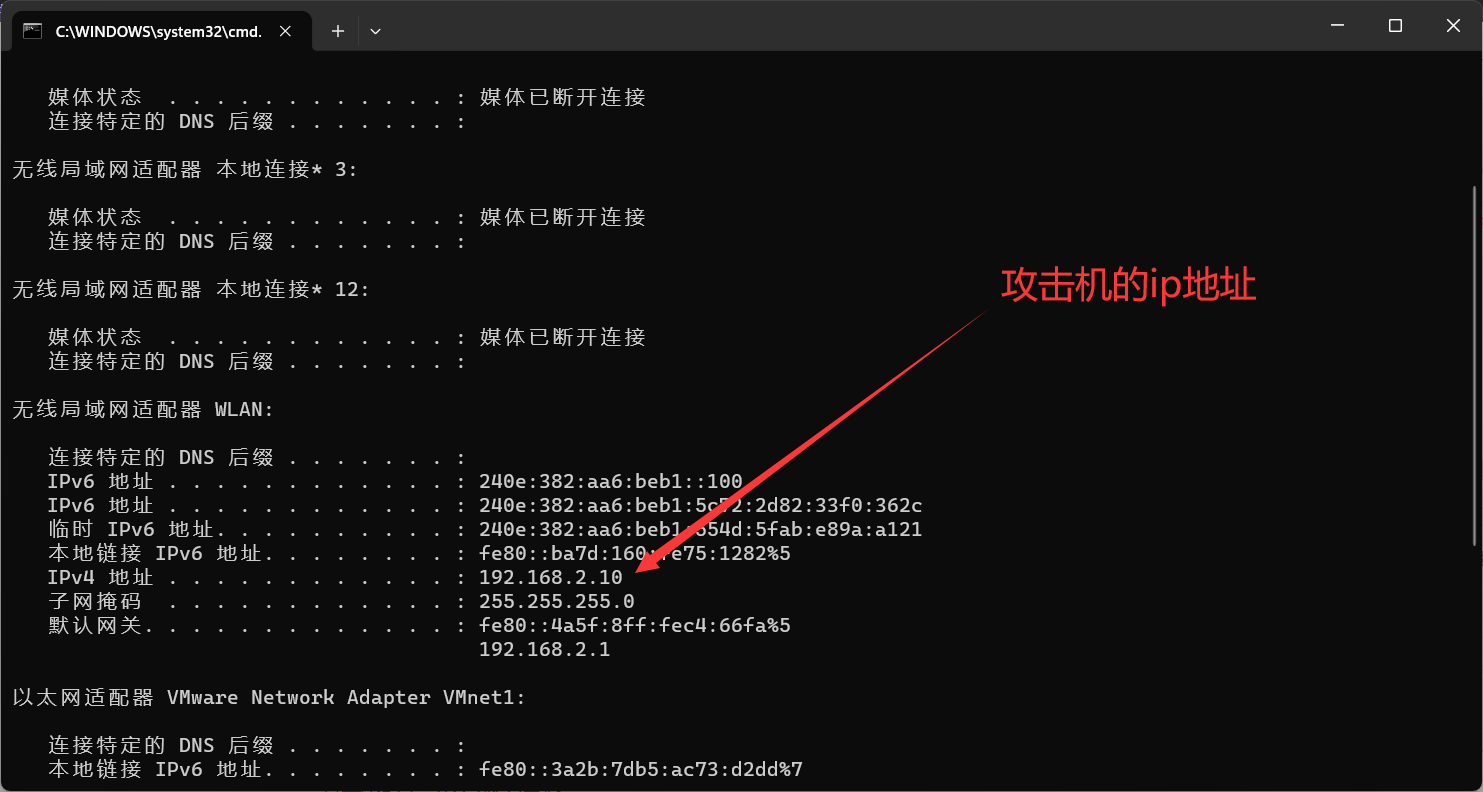 C:\WINDOWS\system32\cmd.
媒体状态  . . . . . . . . . . . . : 媒体已断开连接
连接特定的 DNS 后缀 . . . . . . . :
无线局域网适配器 本地连接* 3:
媒体状态  . . . . . . . . . . . . : 媒体已断开连接
连接特定的 DNS 后缀 . . . . . . . :
无线局域网适配器 本地连接* 12:
攻击机的ip地址
媒体状态  . . . . . . . . . . . . : 媒体已断开连接
连接特定的 DNS 后缀 . . . . . . . :
无线局域网适配器 WLAN:
连接特定的 DNS 后缀 . . . . . . . :
IPv6 地址 . . . . . . . . . . . . : 240e:382:aa6:beb1::100
IPv6 地址 . . . . . . . . . . . . : 240e:382:aa6:beb1:5c52:2d82:33f0:362c
临时 IPv6 地址. . . . . . . . . . : 240e:382:aa6:beb1:654d:5fab:e89a:a121
本地链接 IPv6 地址. . . . . . . . : fe80::ba7d:160:fe75:1282%5
IPv4 地址 . . . . . . . . . . . . : 192.168.2.10
子网掩码  . . . . . . . . . . . . : 255.255.255.0
默认网关. . . . . . . . . . . . . : fe80::4a5f:8ff:fec4:66fa%5
192.168.2.1
以太网适配器 VMware Network Adapter VMnet1:
连接特定的 DNS 后缀 . . . . . . . :
本地链接 IPv6 地址. . . . . . . . : fe80::3a2b:7db5:ac73:d2dd%7